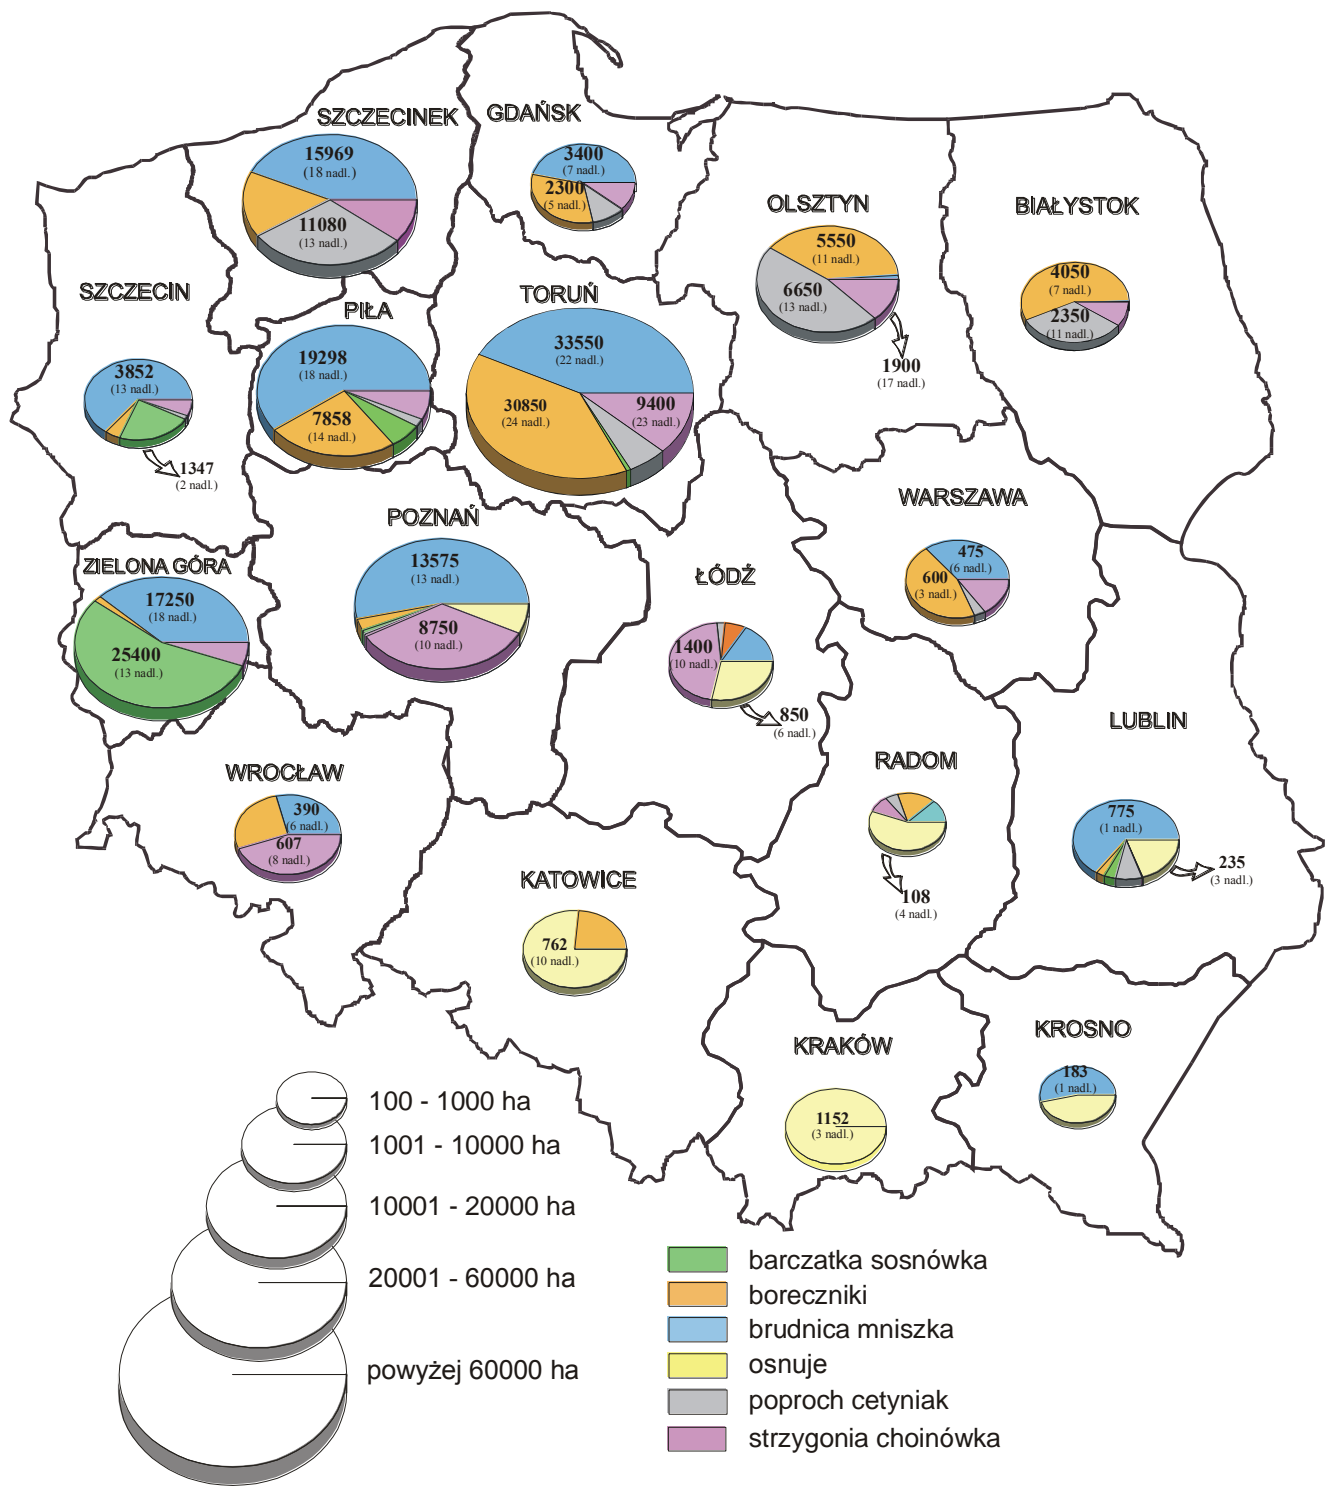 SZCZECINEK
15969
(18 nadl.)
11080
(13 nadl.)
GDAŃSK
3400
(7 nadl.)
2300
(5 nadl.)
OLSZTYN
5550
(11 nadl.)
6650
(13 nadl.)
1900
(17 nadl.)
BIAŁYSTOK
4050
(7 nadl.)
2350
(11 nadl.)
SZCZECIN
3852
(13 nadl.)
1347
(2 nadl.)
PIŁA
19298
(18 nadl.)
7858
(14 nadl.)
TORUŃ
33550
(22 nadl.)
30850
(24 nadl.)
9400
(23 nadl.)
WARSZAWA
475
(6 nadl.)
600
(3 nadl.)
POZNAŃ
13575
(13 nadl.)
8750
(10 nadl.)
ZIELONA GÓRA
17250
(18 nadl.)
25400
(13 nadl.)
ŁÓDŹ
1400
(10 nadl.)
850
(6 nadl.)
LUBLIN
775
(1 nadl.)
235
(3 nadl.)
RADOM
108
(4 nadl.)
WROCŁAW
390
(6 nadl.)
607
(8 nadl.)
KATOWICE
762
(10 nadl.)
KRAKÓW
1152
(3 nadl.)
KROSNO
183
(1 nadl.)
100 - 1000 ha
1001 - 10000 ha
10001 - 20000 ha
20001 - 60000 ha
powyżej 60000 ha
barczatka sosnówka
boreczniki
brudnica mniszka
osnuje
poproch cetyniak
strzygonia choinówka